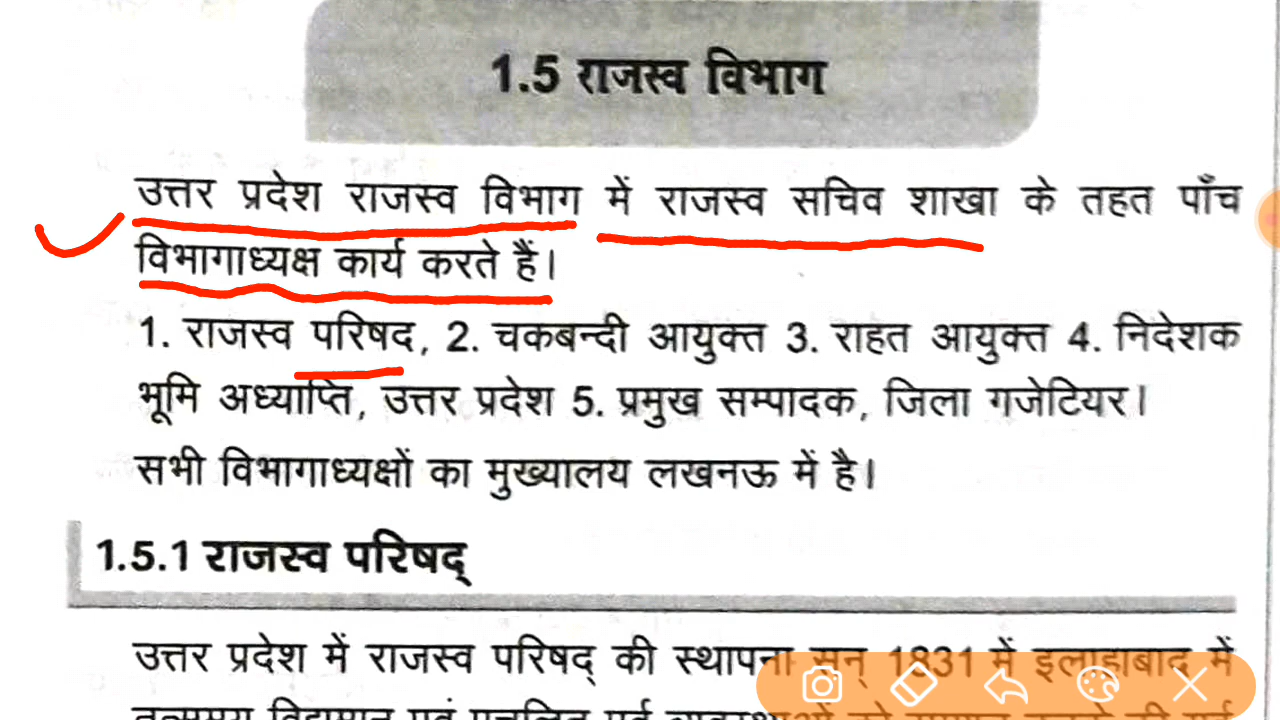 1.5 राजस्व विभाग
उत्तर प्रदेश राजस्व विभाग में राजस्व सचिव शाखा के तहत पाँच
विभागाध्यक्ष कार्य करते हैं।
1. राजस्व परिषद, 2. चकबन्दी आयुक्त 3. राहत आयुक्त 4. निदेशक
भूमि अध्याप्ति, उत्तर प्रदेश 5. प्रमुख सम्पादक, जिला गजेटियर।
सभी विभागाध्यक्षों का मुख्यालय लखनऊ में है।
1.5.1 राजस्व परिषद्
उत्तर प्रदेश में राजस्व परिषद् की स्थापना सन् 1831 में इलाहाबाद में